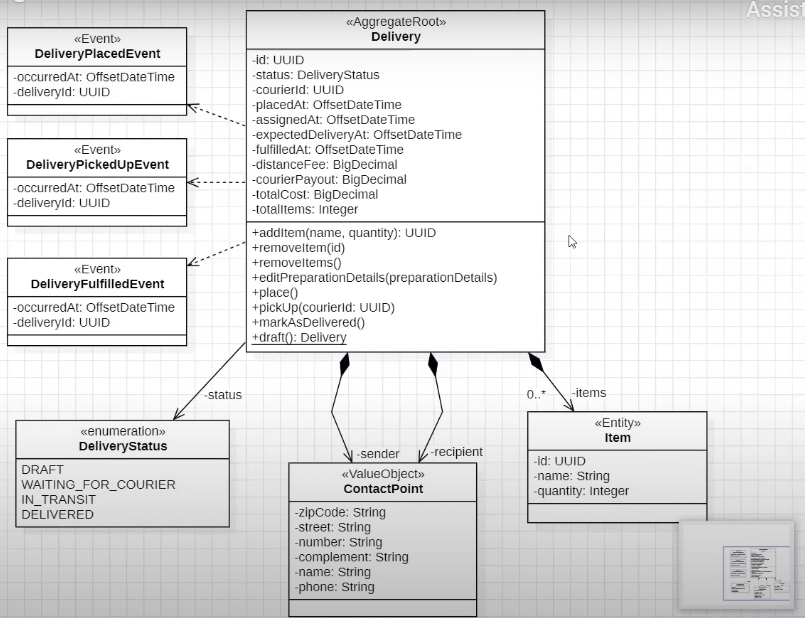 Assist
«Event»
DeliveryPlacedEvent
-occurredAt: OffsetDateTime
-deliveryId: UUID
«Event»
DeliveryPickedUpEvent
-occurredAt: OffsetDateTime
-deliveryId: UUID
«Event»
DeliveryFulfilledEvent
-occurredAt: OffsetDateTime
-deliveryId: UUID
«AggregateRoot»
Delivery
-id: UUID
-status: DeliveryStatus
-courierId: UUID
-placedAt: OffsetDateTime
-assignedAt: OffsetDateTime
-expectedDeliveryAt: OffsetDateTime
-fulfilledAt: OffsetDateTime
-distanceFee: BigDecimal
-courierPayout: BigDecimal
-totalCost: BigDecimal
-totalItems: Integer
+addItem(name, quantity): UUID
+removeItem(id)
+removeItems()
+editPreparationDetails(preparationDetails)
+place()
+pickUp(courierId: UUID)
+markAsDelivered()
+draft(): Delivery
-status
-sender
-recipient
0..*
-items
«enumeration»
DeliveryStatus
DRAFT
WAITING_FOR_COURIER
IN_TRANSIT
DELIVERED
«ValueObject»
ContactPoint
-zipCode: String
-street: String
-number: String
-complement: String
-name: String
-phone: String
«Entity»
Item
-id: UUID
-name: String
-quantity: Integer